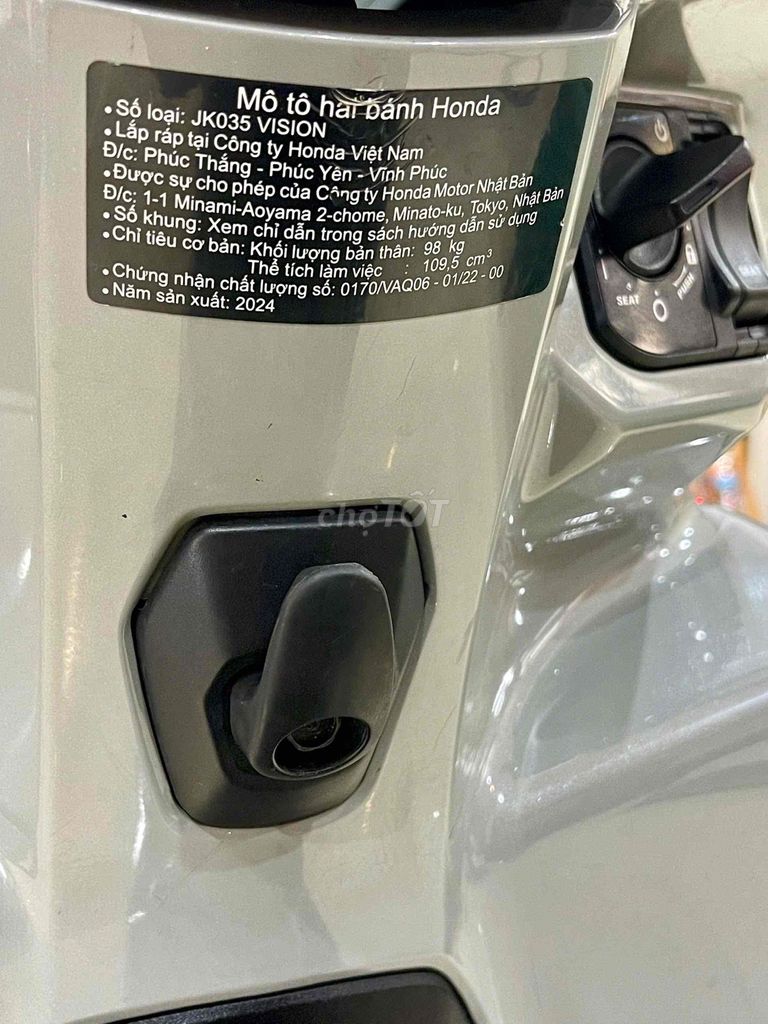 Mô tô hai bánh Honda
• Số loại: JK035 VISION
• Lắp ráp tại Công ty Honda Việt Nam
Đ/c: Phúc Thắng - Phúc Yên - Vĩnh Phúc
• Được sự cho phép của Công ty Honda Motor Nhật Bản
Đ/c: 1-1 Minami-Aoyama 2-chome, Minato-ku, Tokyo, Nhật Bản
• Số khung: Xem chỉ dẫn trong sách hướng dẫn sử dụng
• Chỉ tiêu cơ bản: Khối lượng bản thân: 98 kg
Thể tích làm việc : 109,5 cm³
• Chứng nhận chất lượng số: 0170/VAQ06 - 01/22 - 00
• Năm sản xuất: 2024
SEAT
PUSH
SEAT
chợTỐT